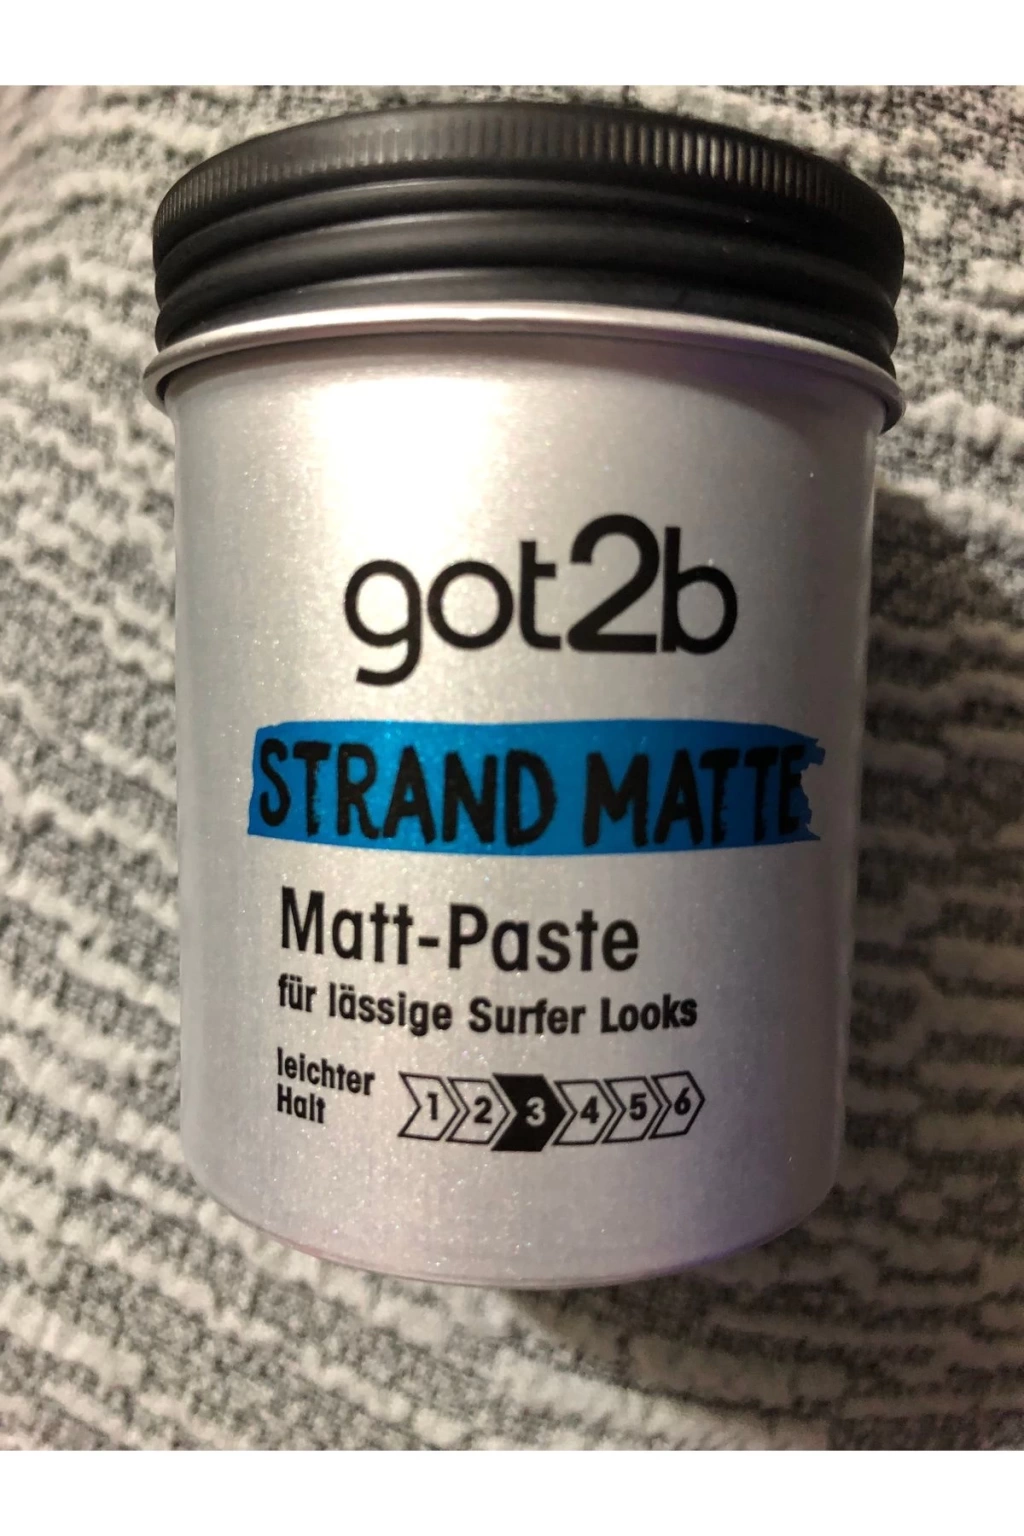 got2b
STRAND MATTE
Matt-Paste
für lässige Surfer Looks
leichter
Halt
1 2 3 4 5 6